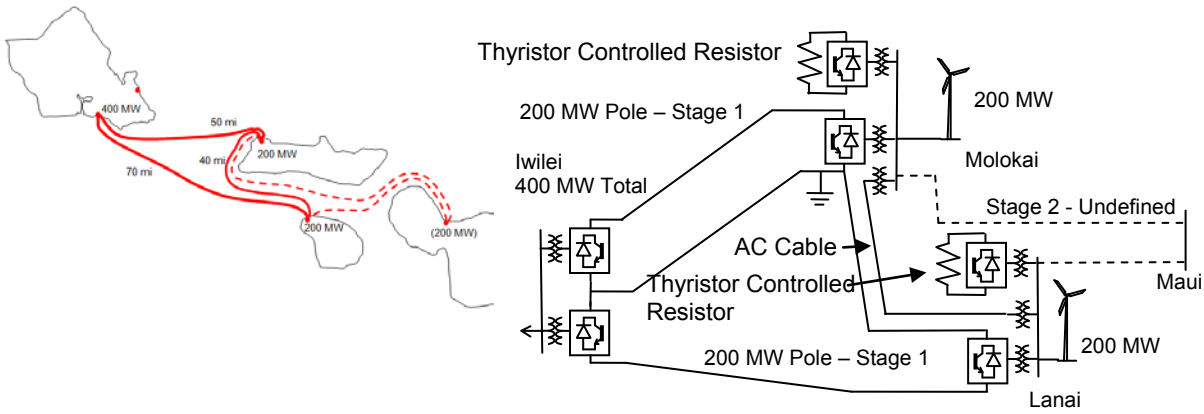 400 MW
50 mi
200 MW
40 mi
70 mi
200 MW
(200 MW)
Thyristor Controlled Resistor
200 MW
200 MW Pole – Stage 1
Molokai
Iwilei
400 MW Total
Stage 2 - Undefined
AC Cable
Maui
Thyristor Controlled
Resistor
200 MW Pole – Stage 1
200 MW
Lanai